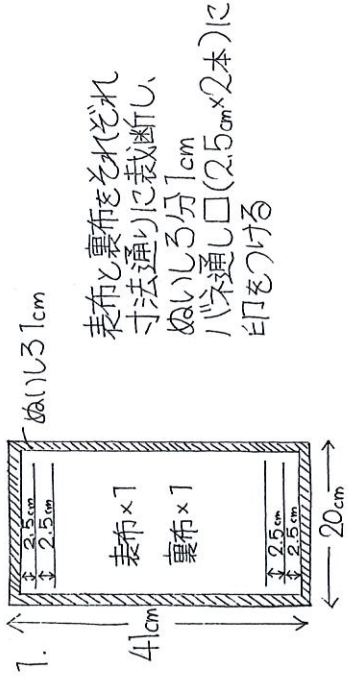 1.
ぬいしろ1cm
2.5cm
2.5cm
表布×1
裏布×1
2.5cm
2.5cm
41cm
20cm
表布と裏布をそれぞれ
寸法通りに裁断し、
ぬいしろ分1cm
バネ通し口(2.5cm×2本)に
印をつける